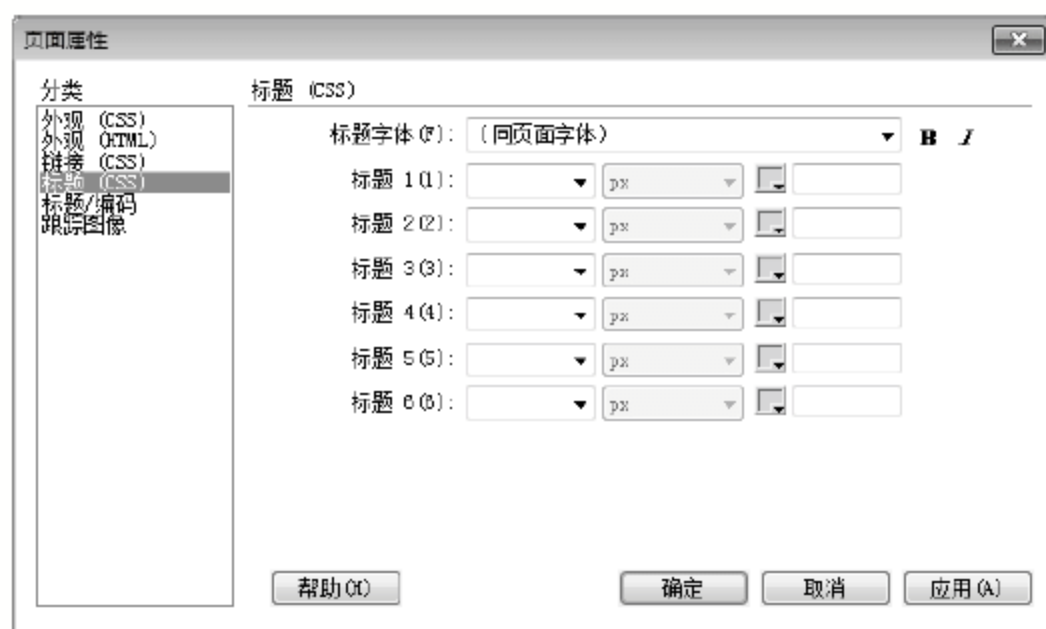 页面属性
分类
外观 (CSS)
外观 (HTML)
链接 (CSS)
标题 (CSS)
标题/编码
跟踪图像
标题 (CSS)
标题字体(F): (同页面字体) B I
标题 1(1): px
标题 2(2): px
标题 3(3): px
标题 4(4): px
标题 5(5): px
标题 6(6): px
帮助(H) 确定 取消 应用(A)